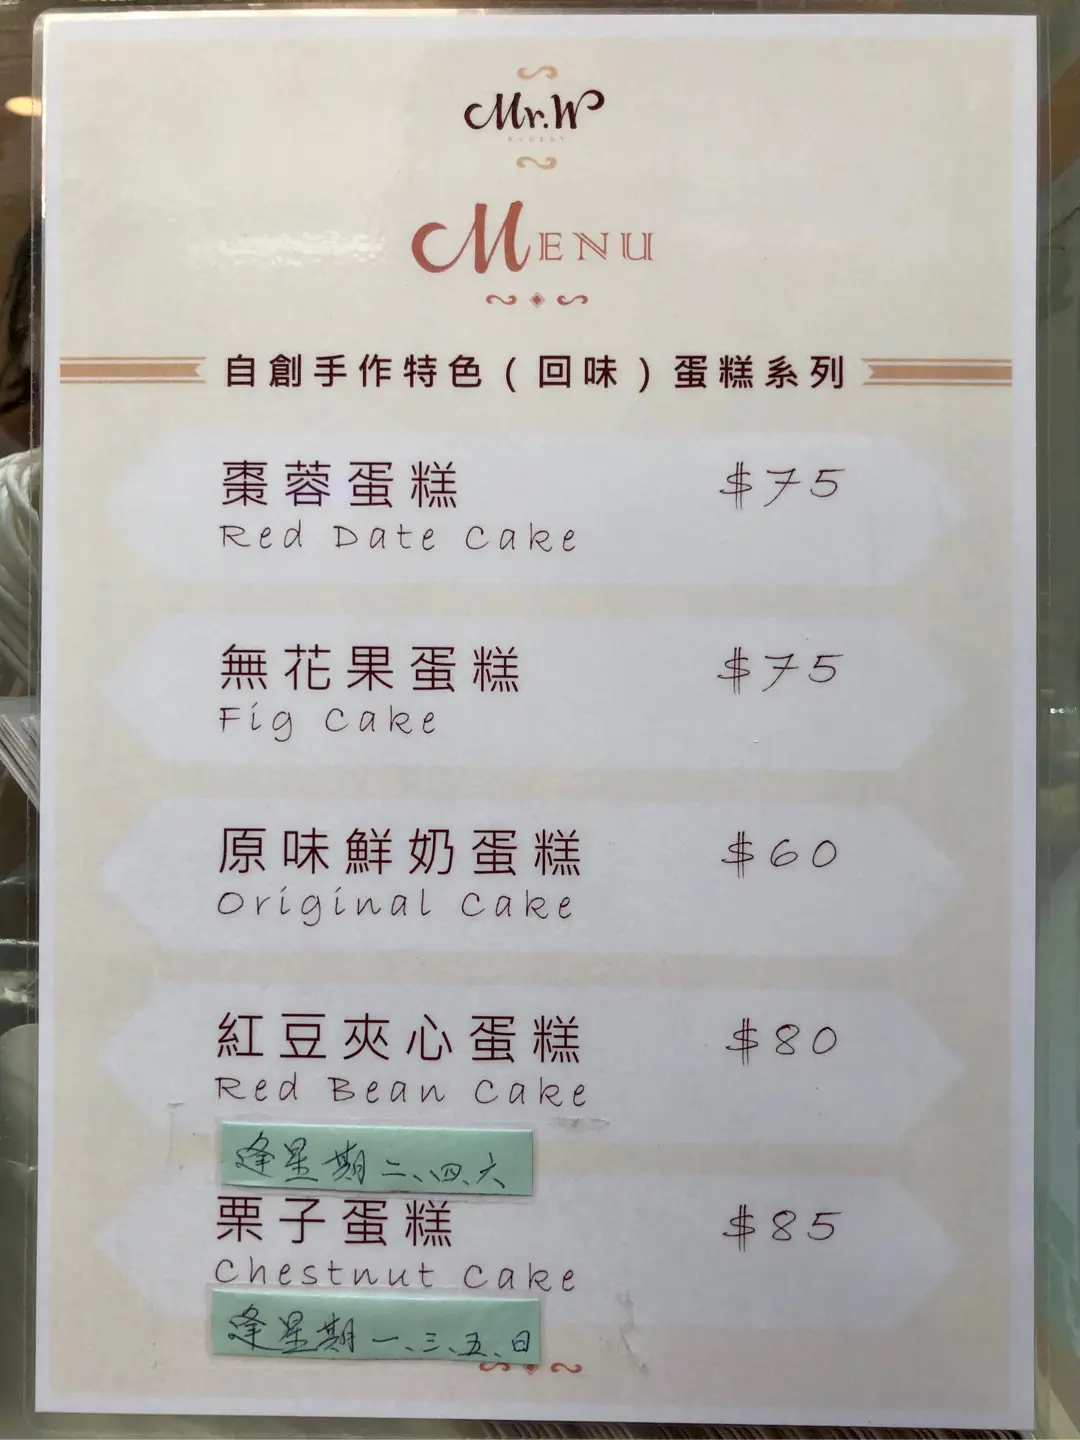 Mr.W
BAKERY
MENU
自創手作特色(回味)蛋糕系列
棗蓉蛋糕 $75
Red Date Cake
無花果蛋糕 $75
Fig Cake
原味鮮奶蛋糕 $60
Original Cake
紅豆夾心蛋糕 $80
Red Bean Cake
逢星期二、四、六
栗子蛋糕 $85
Chestnut Cake
逢星期一、三、五、日